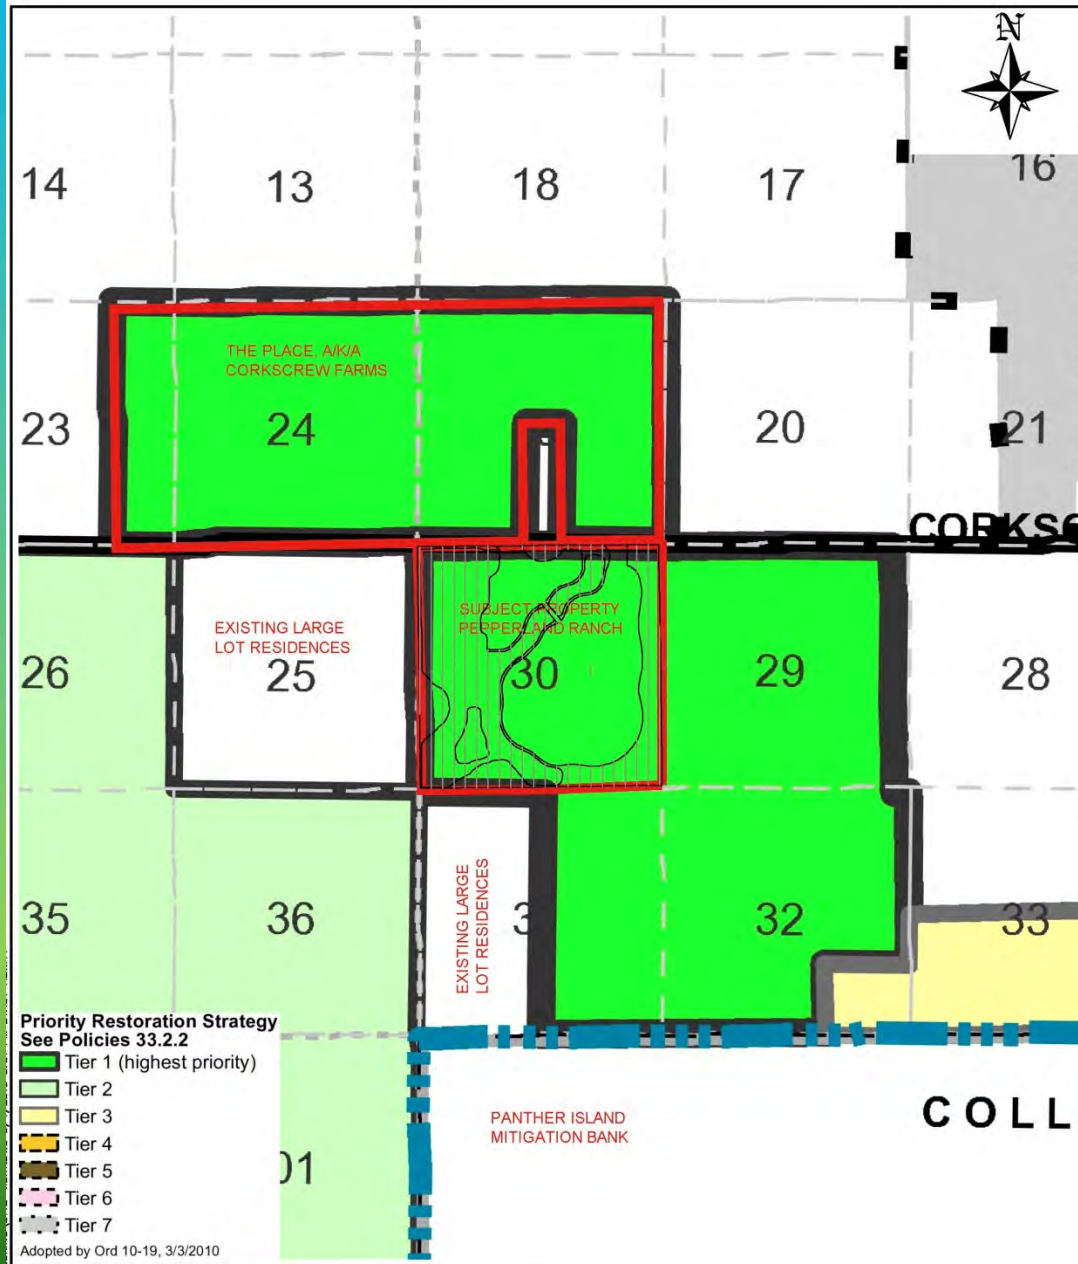 N
14
13
18
17
16
THE PLACE, A/K/A
CORKSCREW FARMS
23
24
20
21
CORKSC
EXISTING LARGE
LOT RESIDENCES
SUBJECT PROPERTY
PEPPERLAND RANCH
26
25
30
29
28
EXISTING LARGE
LOT RESIDENCES
35
36
3
32
33
Priority Restoration Strategy
See Policies 33.2.2
Tier 1 (highest priority)
Tier 2
Tier 3
Tier 4
Tier 5
Tier 6
Tier 7
Adopted by Ord 10-19, 3/3/2010
01
PANTHER ISLAND
MITIGATION BANK
COLL